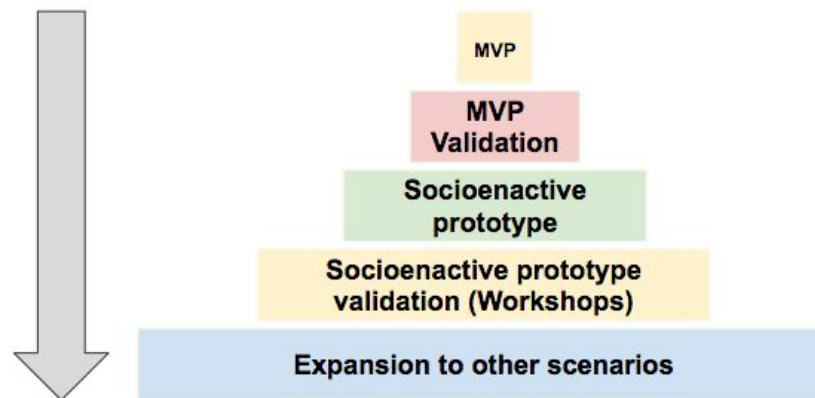 MVP
MVP
Validation
Socioenactive
prototype
Socioenactive prototype
validation (Workshops)
Expansion to other scenarios